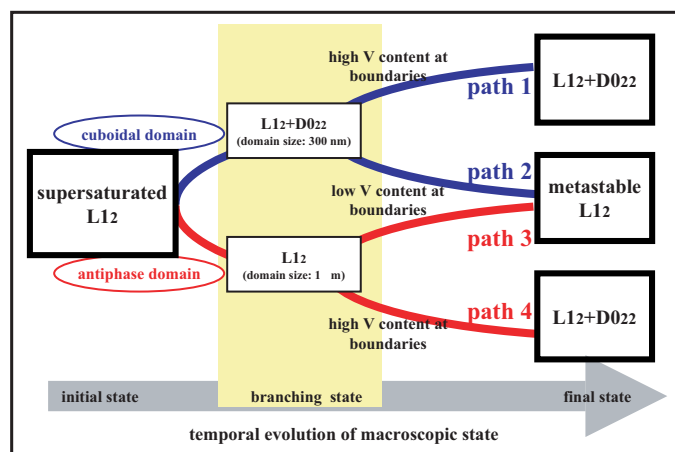 high V content at
boundaries
path 1
L12+D022
cuboidal domain
L12+D022
(domain size: 300 nm)
supersaturated
L12
path 2
low V content at
boundaries
metastable
L12
path 3
L12
(domain size: 1 m)
antiphase domain
path 4
high V content at
boundaries
L12+D022
initial state
branching state
final state
temporal evolution of macroscopic state